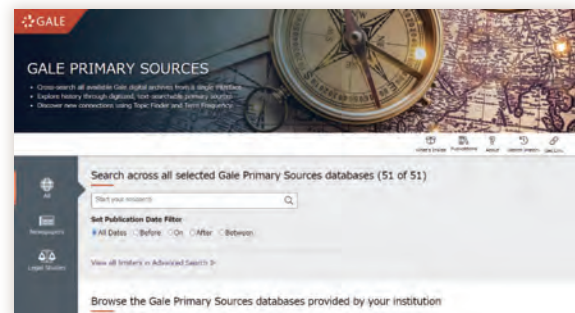 GALE
GALE PRIMARY SOURCES
• Cross-search all available Gale digital archives from a single interface
• Explore history through digitized, text-searchable primary sources
• Discover new connections using Topic Finder and Term Frequency
Search across all selected Gale Primary Sources databases (51 of 51)
All
Start your research
Newspapers
Set Publication Date Filter
All Dates Before On After Between
Legal Studies
View all limiters in Advanced Search
Browse the Gale Primary Sources databases provided by your institution